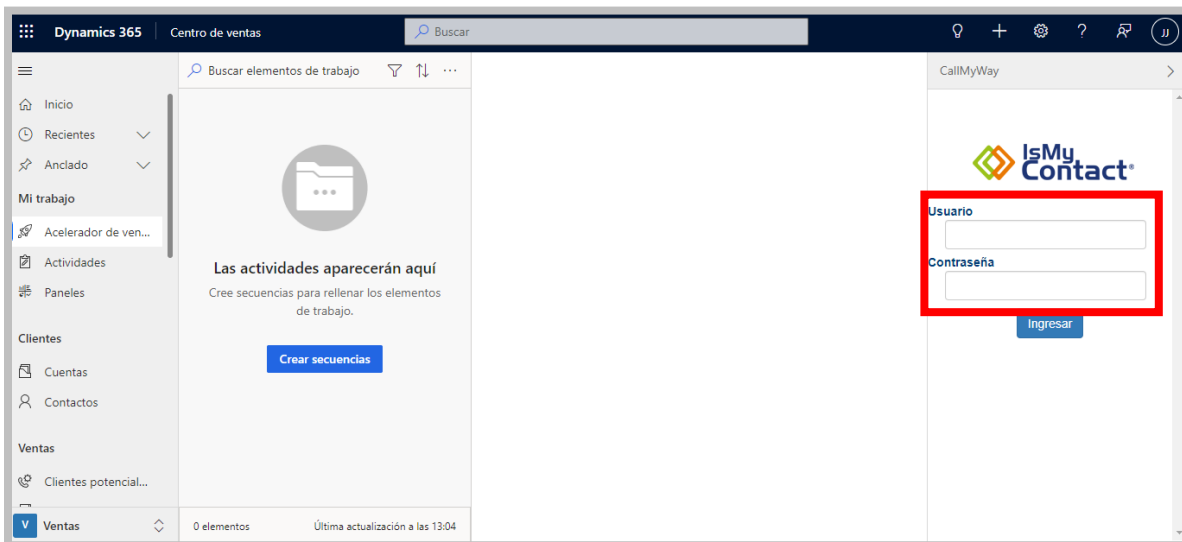 Dynamics 365 Centro de ventas Buscar JJ
Buscar elementos de trabajo
CallMyWay
Inicio
Recientes
Anclado
Mi trabajo
Acelerador de ven...
Actividades
Paneles
Clientes
Cuentas
Contactos
Ventas
Clientes potencial...
V Ventas
Las actividades aparecerán aquí
Cree secuencias para rellenar los elementos
de trabajo.
Crear secuencias
0 elementos Última actualización a las 13:04
IsMy
Contact®
Usuario
Contraseña
Ingresar